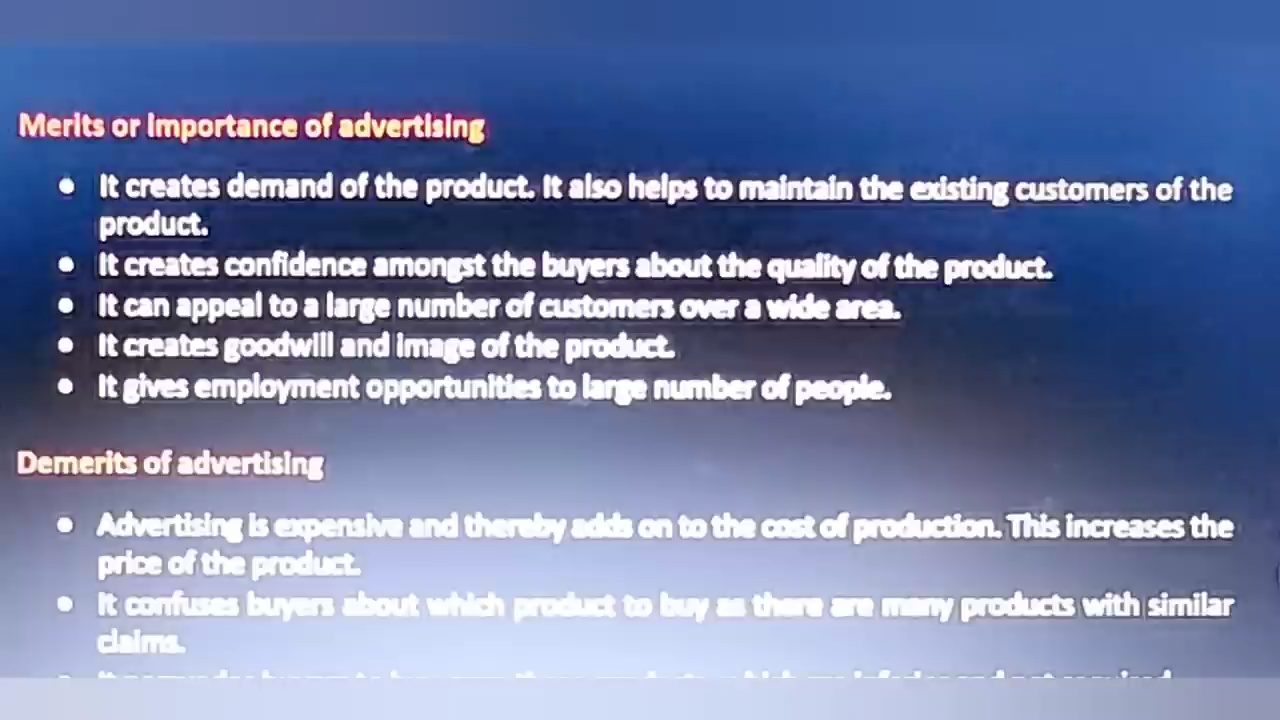 Merits or importance of advertising
• It creates demand of the product. It also helps to maintain the existing customers of the
product.
• It creates confidence amongst the buyers about the quality of the product.
• It can appeal to a large number of customers over a wide area.
• It creates goodwill and image of the product.
• It gives employment opportunities to large number of people.
Demerits of advertising
• Advertising is expensive and thereby adds on to the cost of production. This increases the
price of the product.
• It confuses buyers about which product to buy as there are many products with similar
claims.